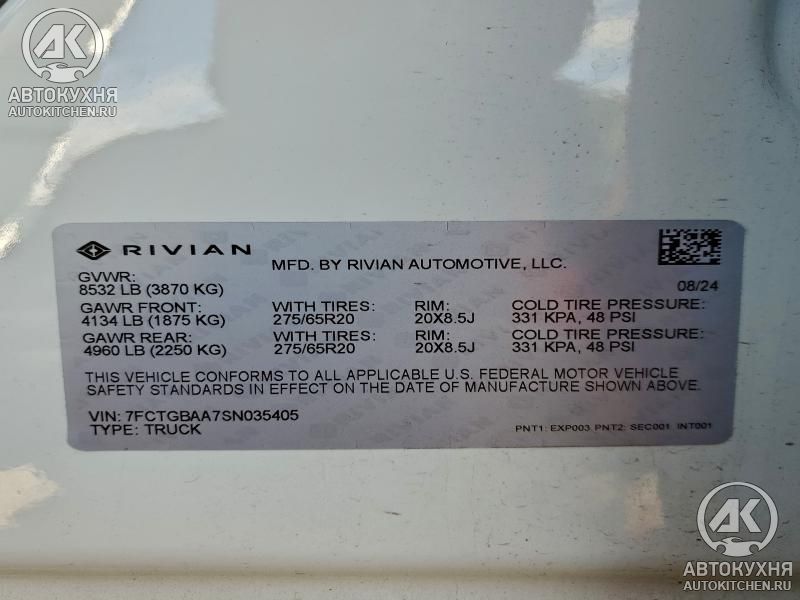 AK
АВТОКУХНЯ
AUTOKITCHEN.RU
RIVIAN
MFD. BY RIVIAN AUTOMOTIVE, LLC.
GVWR:
8532 LB (3870 KG)
08/24
GAWR FRONT: WITH TIRES: RIM: COLD TIRE PRESSURE:
4134 LB (1875 KG) 275/65R20 20X8.5J 331 KPA, 48 PSI
GAWR REAR: WITH TIRES: RIM: COLD TIRE PRESSURE:
4960 LB (2250 KG) 275/65R20 20X8.5J 331 KPA, 48 PSI
THIS VEHICLE CONFORMS TO ALL APPLICABLE U.S. FEDERAL MOTOR VEHICLE
SAFETY STANDARDS IN EFFECT ON THE DATE OF MANUFACTURE SHOWN ABOVE.
VIN: 7FCTGBAA7SN035405
TYPE: TRUCK
PNT1: EXP003 PNT2: SEC001 INT001
AK
АВТОКУХНЯ
AUTOKITCHEN.RU